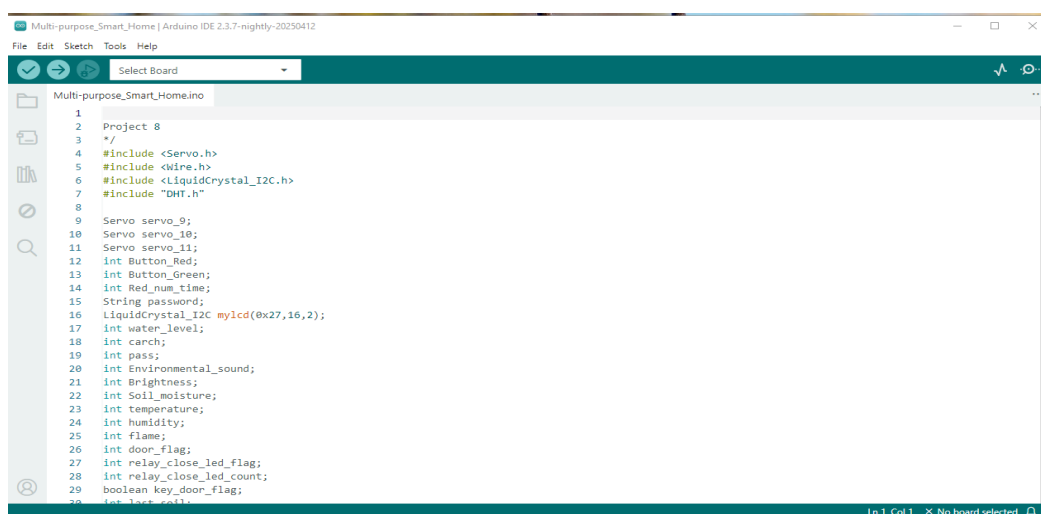 Multi-purpose_Smart_Home | Arduino IDE 2.3.7-nightly-20250412
File Edit Sketch Tools Help
Select Board
Multi-purpose_Smart_Home.ino
1
2 Project 8
3 */
4 #include <Servo.h>
5 #include <Wire.h>
6 #include <LiquidCrystal_I2C.h>
7 #include "DHT.h"
8
9 Servo servo_9;
10 Servo servo_10;
11 Servo servo_11;
12 int Button_Red;
13 int Button_Green;
14 int Red_num_time;
15 String password;
16 LiquidCrystal_I2C mylcd(0x27,16,2);
17 int water_level;
18 int carch;
19 int pass;
20 int Environmental_sound;
21 int Brightness;
22 int Soil_moisture;
23 int temperature;
24 int humidity;
25 int flame;
26 int door_flag;
27 int relay_close_led_flag;
28 int relay_close_led_count;
29 boolean key_door_flag;
30 int last_soil;
Ln 1, Col 1 × No board selected